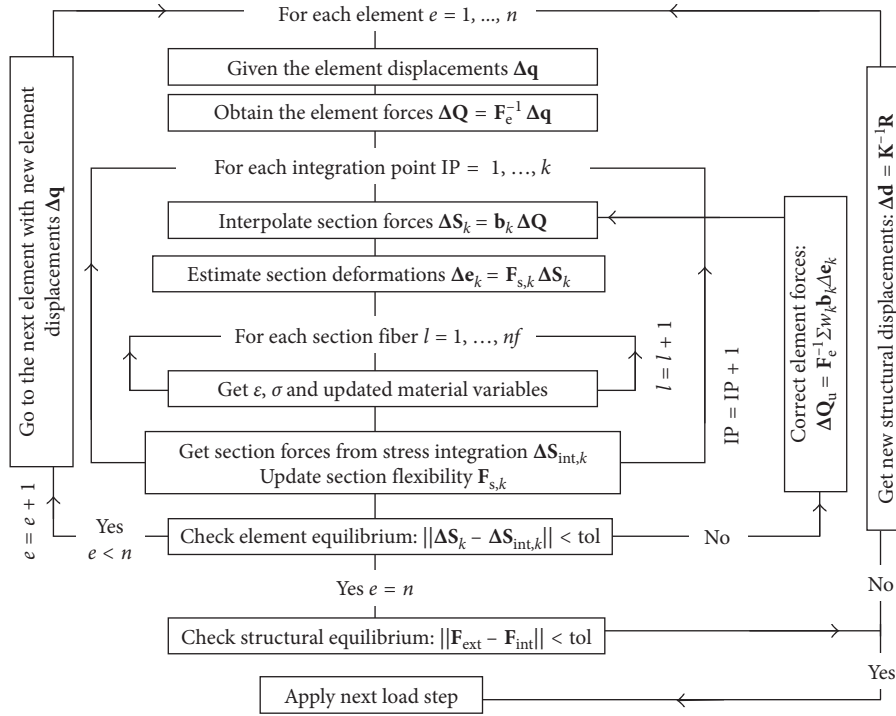 For each element e = 1, ..., n
Given the element displacements Δq
Obtain the element forces ΔQ = F_e^{-1} Δq
For each integration point IP = 1, …, k
Interpolate section forces ΔS_k = b_k ΔQ
Estimate section deformations Δe_k = F_{s,k} ΔS_k
For each section fiber l = 1, …, nf
Get ε, σ and updated material variables
Get section forces from stress integration ΔS_{int,k}
Update section flexibility F_{s,k}
Check element equilibrium: ||ΔS_k – ΔS_{int,k}|| < tol
Yes e = n
Check structural equilibrium: ||F_ext – F_int|| < tol
Apply next load step
Go to the next element with new element
displacements Δq
e = e + 1
Yes
e < n
l = l + 1
IP = IP + 1
No
Correct element forces:
ΔQ_u = F_e^{-1} Σw_k b_k Δe_k
Get new structural displacements: Δd = K^{-1}R
No
Yes